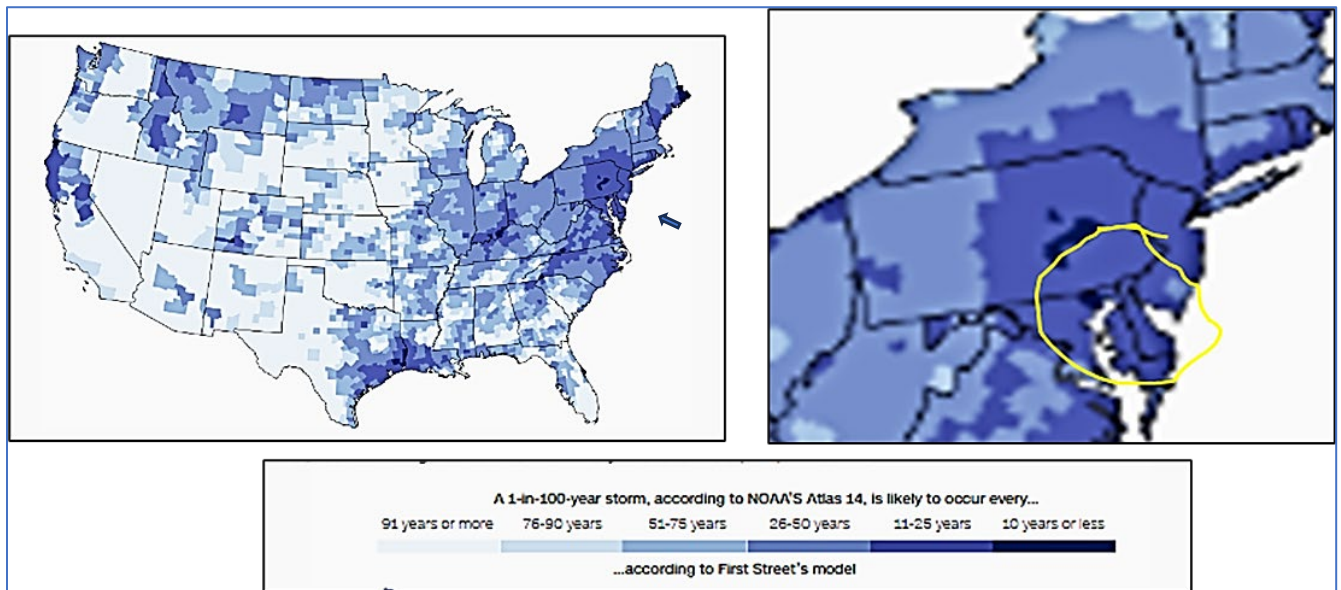 A 1-in-100-year storm, according to NOAA'S Atlas 14, is likely to occur every...
91 years or more 76-90 years 51-75 years 26-50 years 11-25 years 10 years or less
...according to First Street's model